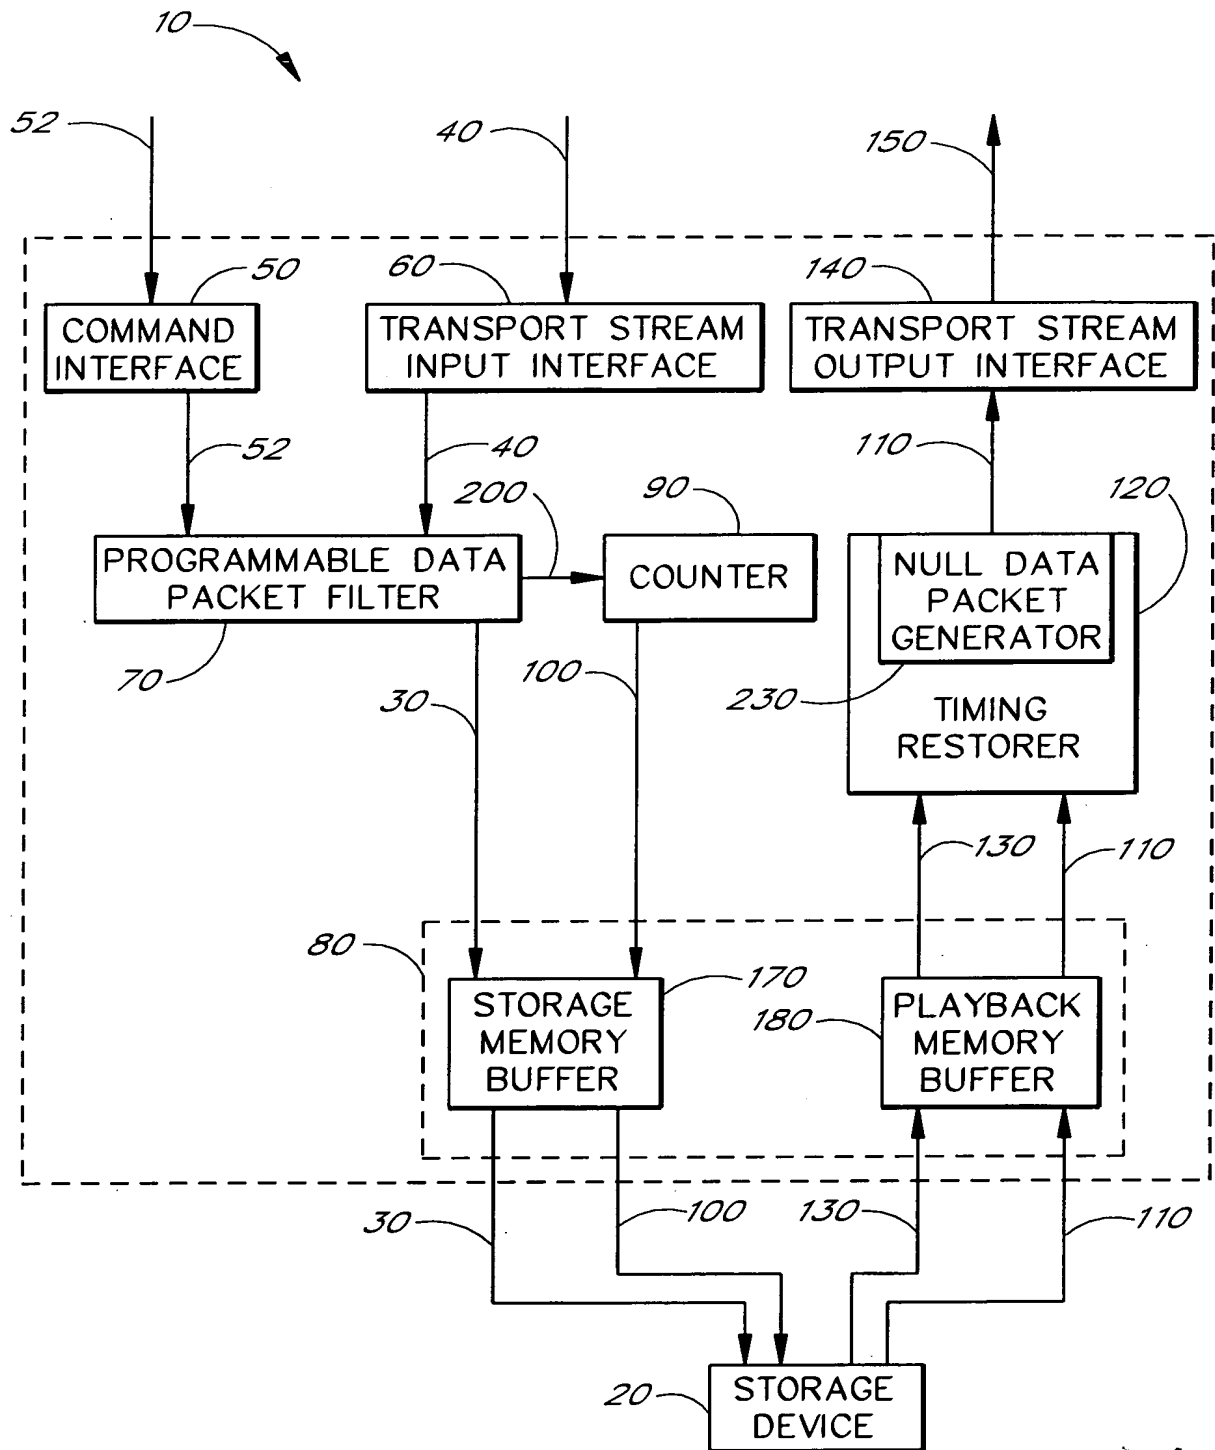 10
52
40
150
50
60
140
COMMAND
INTERFACE
TRANSPORT STREAM
INPUT INTERFACE
TRANSPORT STREAM
OUTPUT INTERFACE
52
40
110
200
90
120
PROGRAMMABLE DATA
PACKET FILTER
COUNTER
NULL DATA
PACKET
GENERATOR
70
30
100
230
TIMING
RESTORER
130
110
80
170
180
STORAGE
MEMORY
BUFFER
PLAYBACK
MEMORY
BUFFER
30
100
130
110
20
STORAGE
DEVICE